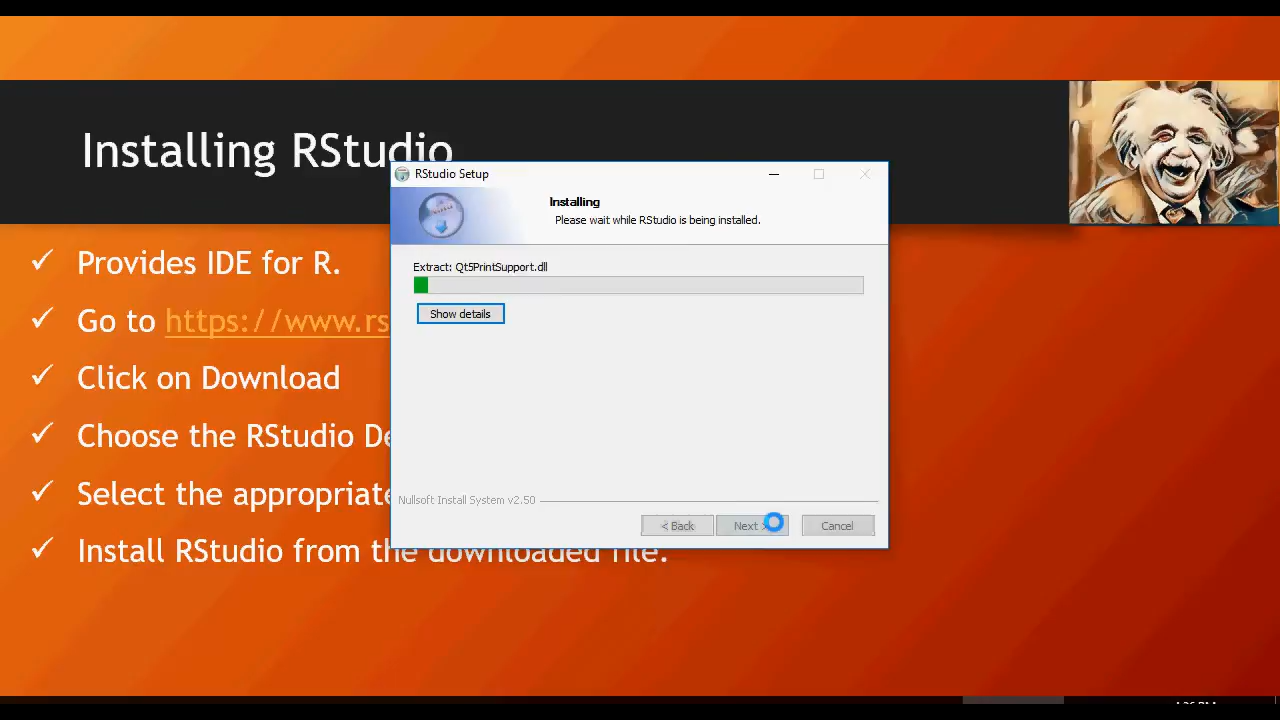 Installing RStudio
RStudio Setup
Installing
Please wait while RStudio is being installed.
Extract: Qt5PrintSupport.dll
Show details
Nullsoft Install System v2.50
< Back
Next >
Cancel
✓ Provides IDE for R.
✓ Go to https://www.rs
✓ Click on Download
✓ Choose the RStudio De
✓ Select the appropriate
✓ Install RStudio from the downloaded file.